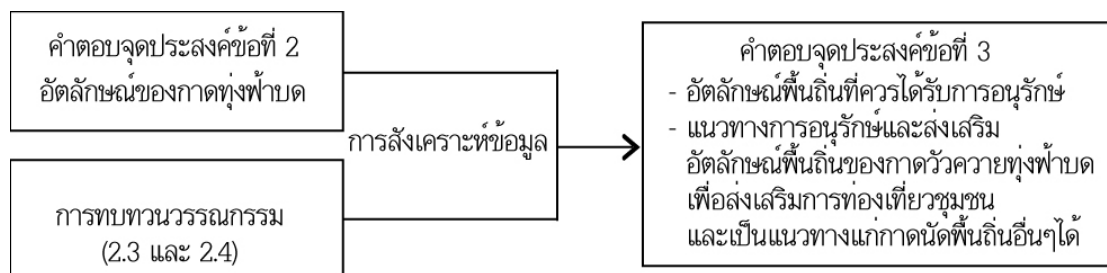 คำตอบจุดประสงค์ข้อที่ 2
อัตลักษณ์ของกาดทุ่งฟ้าบด
การทบทวนวรรณกรรม
(2.3 และ 2.4)
การสังเคราะห์ข้อมูล
คำตอบจุดประสงค์ข้อที่ 3
- อัตลักษณ์พื้นถิ่นที่ควรได้รับการอนุรักษ์
- แนวทางการอนุรักษ์และส่งเสริม
อัตลักษณ์พื้นถิ่นของกาดวัวควายทุ่งฟ้าบด
เพื่อส่งเสริมการท่องเที่ยวชุมชน
และเป็นแนวทางแก่กาดนัดพื้นถิ่นอื่นๆได้